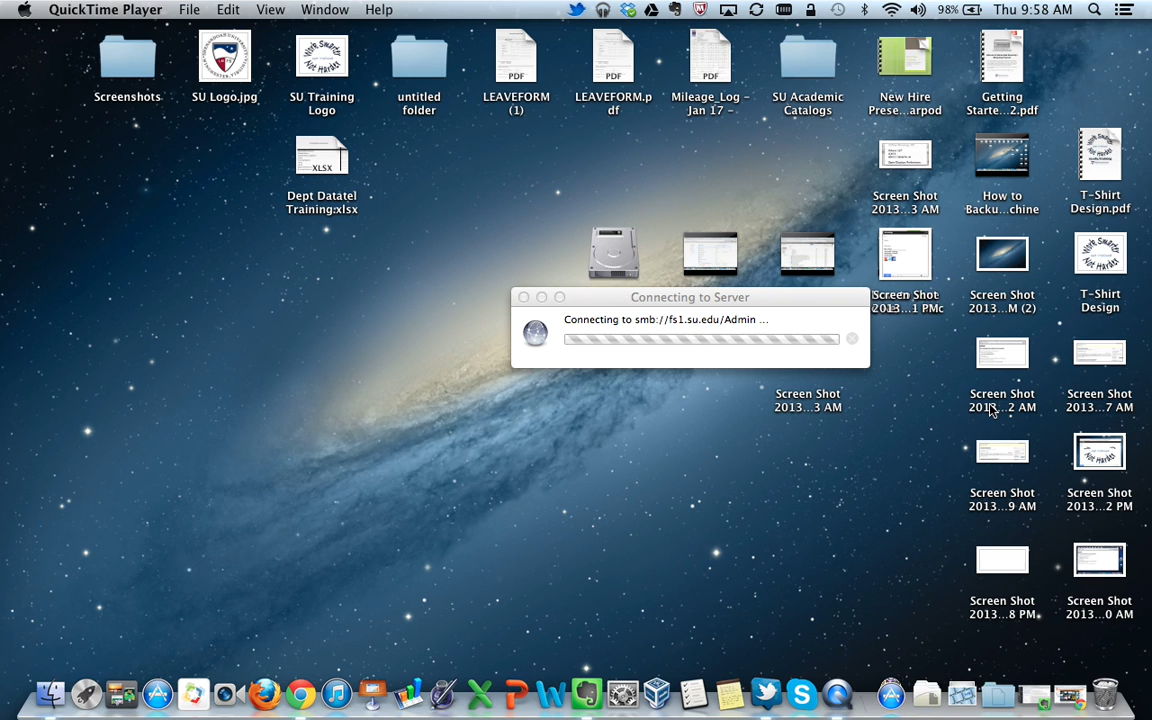 QuickTime Player File Edit View Window Help 98% Thu 9:58 AM
Screenshots
SU Logo.jpg
SU Training
Logo
untitled
folder
PDF
LEAVEFORM
(1)
PDF
LEAVEFORM.p
df
PDF
Mileage_Log –
Jan 17 –
SU Academic
Catalogs
New Hire
Prese...arpod
Getting
Starte...2.pdf
XLSX
Dept Datatel
Training.xlsx
Screen Shot
2013...3 AM
How to
Backu...chine
T-Shirt
Design.pdf
Screen Shot
2013...1 PM
Screen Shot
2013...M (2)
T-Shirt
Design
Connecting to Server
Connecting to smb://fs1.su.edu/Admin ...
Screen Shot
2013...3 AM
Screen Shot
2013...2 AM
Screen Shot
2013...7 AM
Screen Shot
2013...9 AM
Screen Shot
2013...2 PM
Screen Shot
2013...8 PM
Screen Shot
2013...0 AM